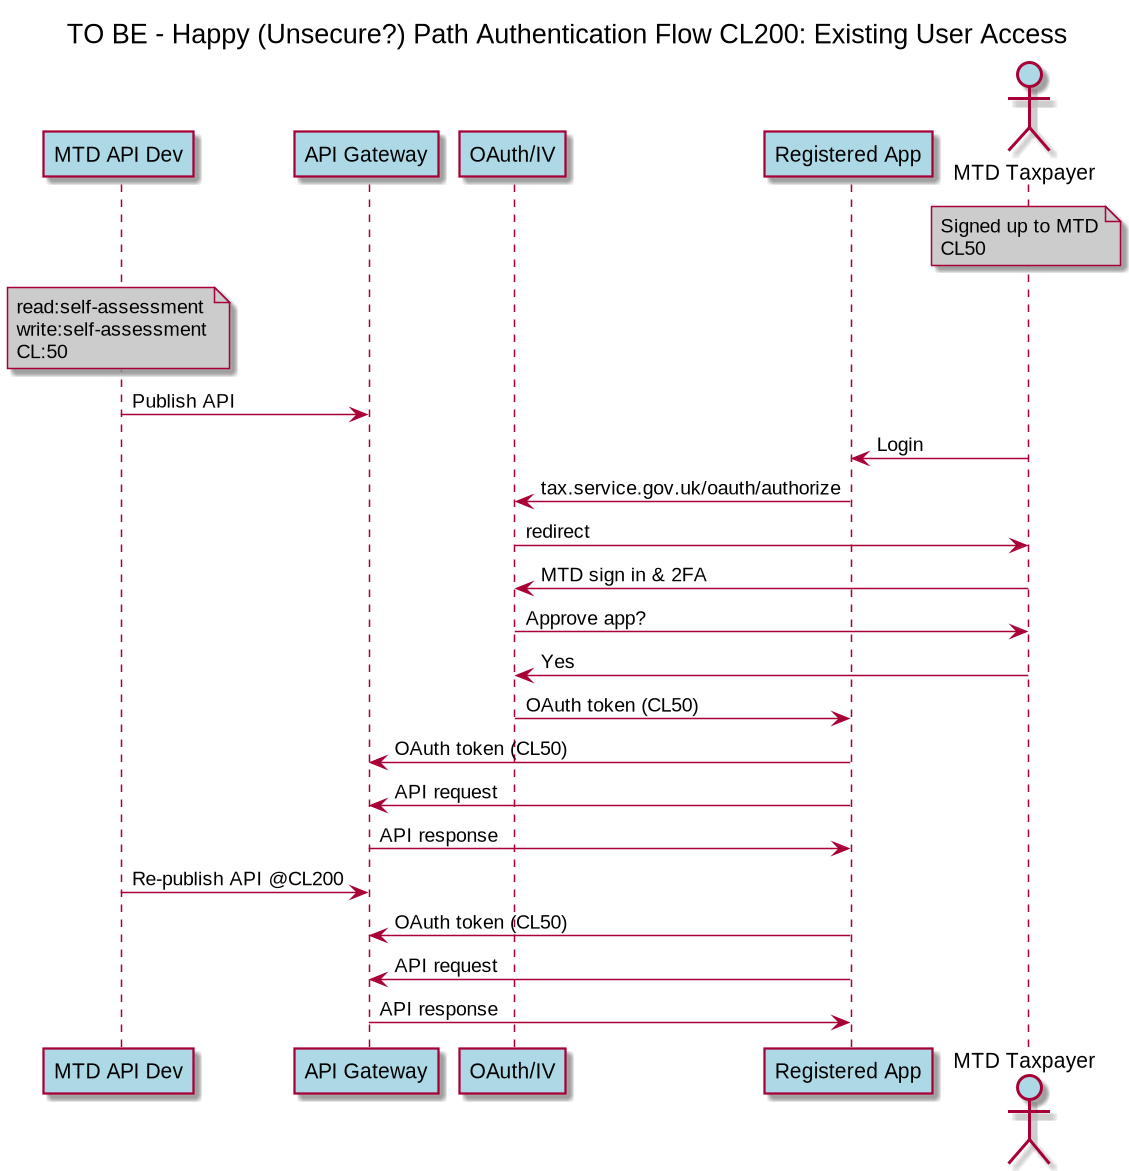 TO BE - Happy (Unsecure?) Path Authentication Flow CL200: Existing User Access
MTD API Dev
API Gateway
OAuth/IV
Registered App
MTD Taxpayer
Signed up to MTD
CL50
read:self-assessment
write:self-assessment
CL:50
Publish API
Login
tax.service.gov.uk/oauth/authorize
redirect
MTD sign in & 2FA
Approve app?
Yes
OAuth token (CL50)
OAuth token (CL50)
API request
API response
Re-publish API @CL200
OAuth token (CL50)
API request
API response
MTD API Dev
API Gateway
OAuth/IV
Registered App
MTD Taxpayer